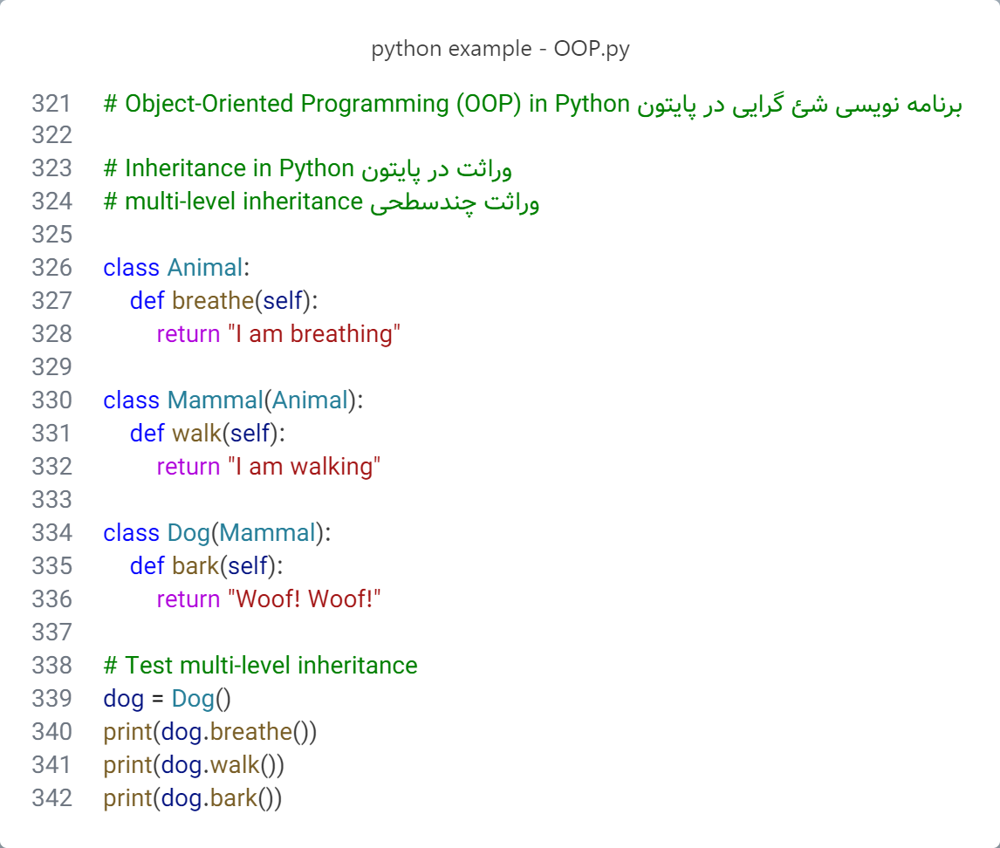 python example - OOP.py
321 # Object-Oriented Programming (OOP) in Python برنامه نویسی شئ گرایی در پایتون
322
323 # Inheritance in Python وراثت در پایتون
324 # multi-level inheritance وراثت چندسطحی
325
326 class Animal:
327     def breathe(self):
328         return "I am breathing"
329
330 class Mammal(Animal):
331     def walk(self):
332         return "I am walking"
333
334 class Dog(Mammal):
335     def bark(self):
336         return "Woof! Woof!"
337
338 # Test multi-level inheritance
339 dog = Dog()
340 print(dog.breathe())
341 print(dog.walk())
342 print(dog.bark())